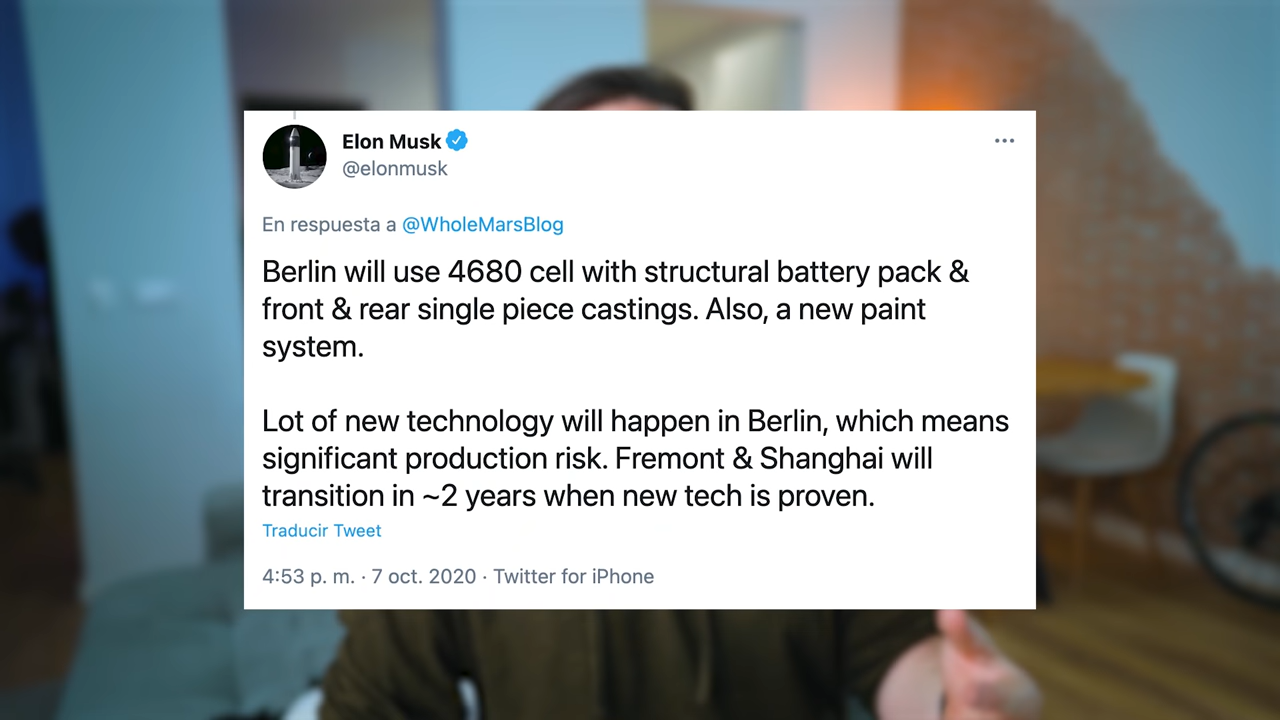 Elon Musk
@elonmusk
En respuesta a @WholeMarsBlog
Berlin will use 4680 cell with structural battery pack &
front & rear single piece castings. Also, a new paint
system.
Lot of new technology will happen in Berlin, which means
significant production risk. Fremont & Shanghai will
transition in ~2 years when new tech is proven.
Traducir Tweet
4:53 p. m. · 7 oct. 2020 · Twitter for iPhone